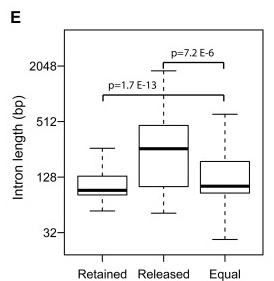 E
p=7.2 E-6
p=1.7 E-13
Intron length (bp)
2048
512
128
32
Retained Released Equal